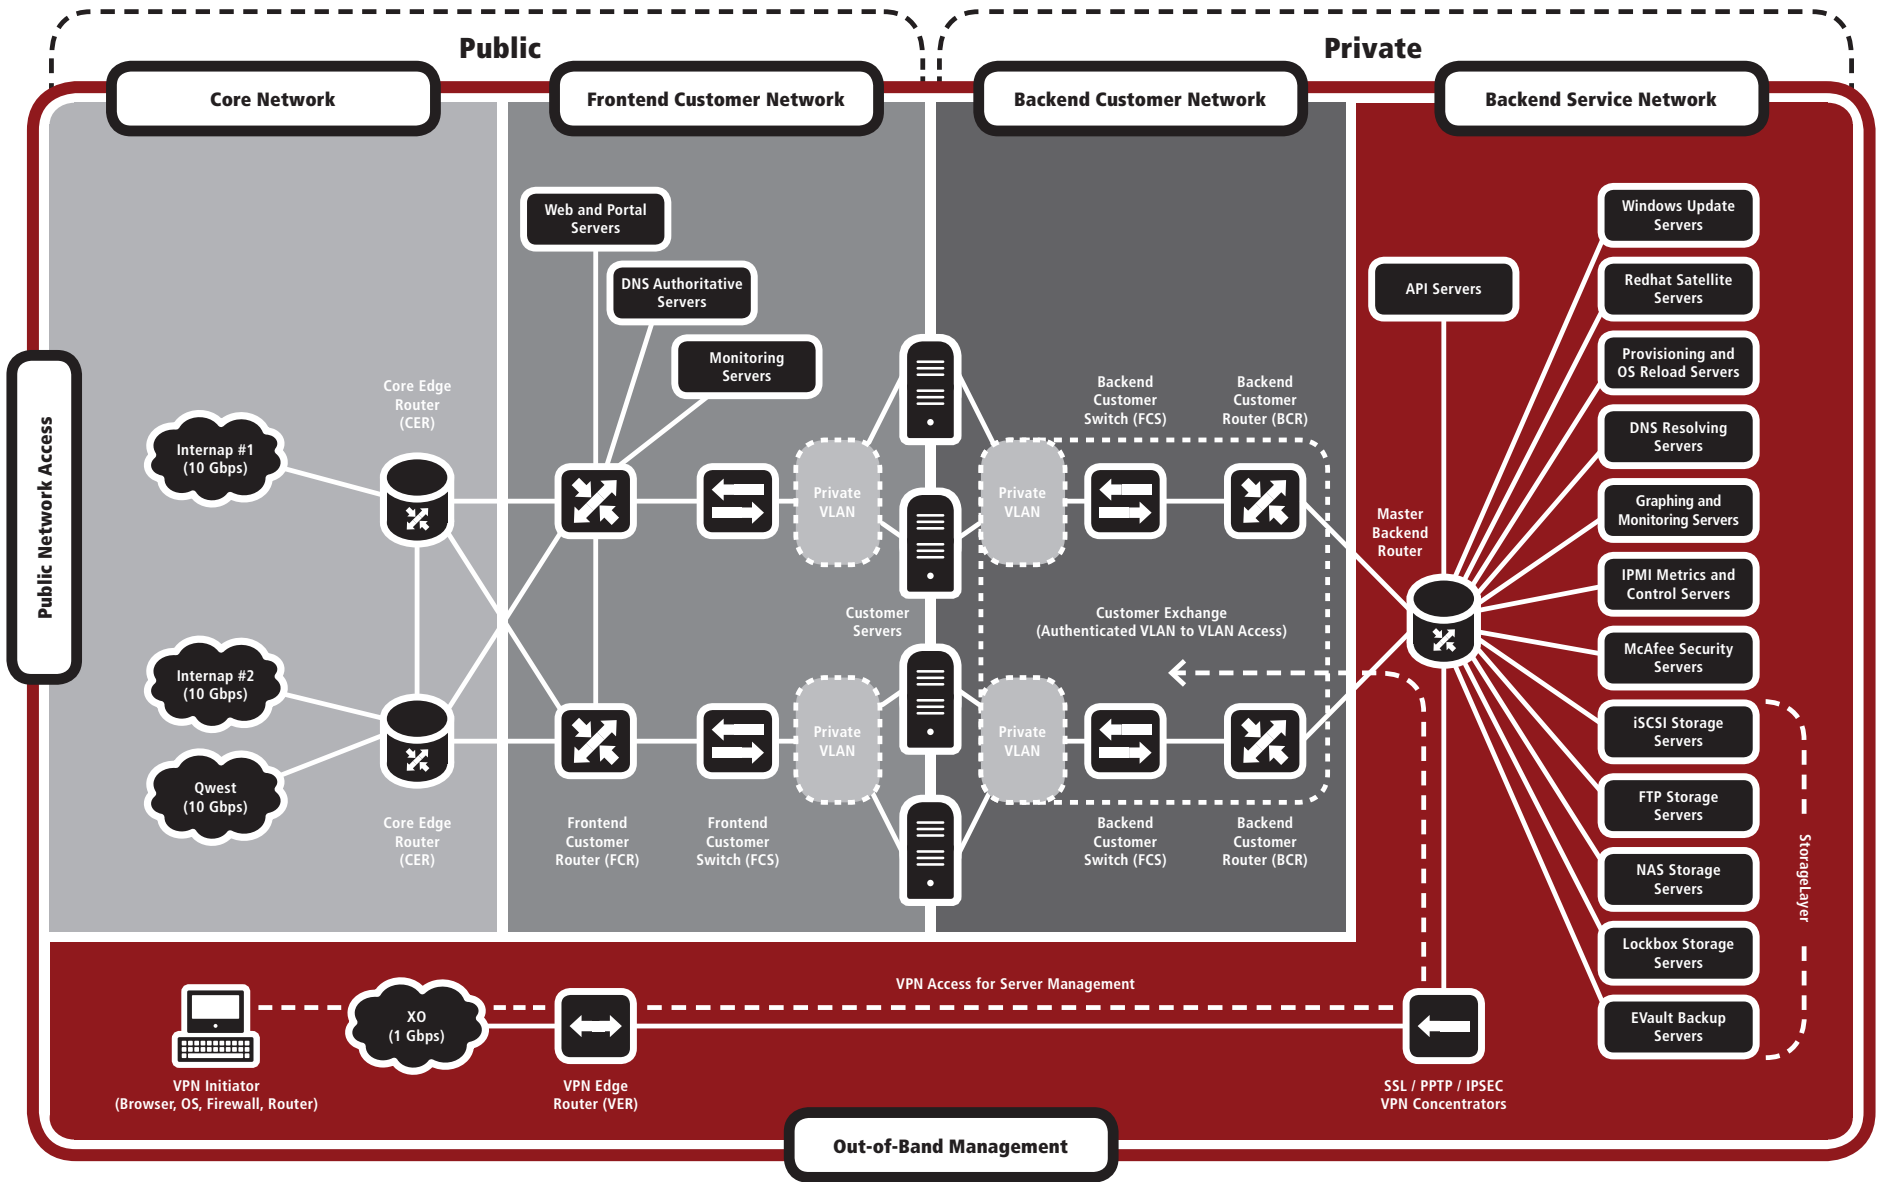 Public
Private
Core Network
Frontend Customer Network
Backend Customer Network
Backend Service Network
Public Network Access
Web and Portal
Servers
DNS Authoritative
Servers
Monitoring
Servers
Core Edge
Router
(CER)
Internap #1
(10 Gbps)
Internap #2
(10 Gbps)
Qwest
(10 Gbps)
Core Edge
Router
(CER)
Private
VLAN
Private
VLAN
Frontend
Customer
Router (FCR)
Frontend
Customer
Switch (FCS)
Customer
Servers
Backend
Customer
Switch (FCS)
Backend
Customer
Router (BCR)
Private
VLAN
Customer Exchange
(Authenticated VLAN to VLAN Access)
Private
VLAN
Backend
Customer
Switch (FCS)
Backend
Customer
Router (BCR)
API Servers
Master
Backend
Router
Windows Update
Servers
Redhat Satellite
Servers
Provisioning and
OS Reload Servers
DNS Resolving
Servers
Graphing and
Monitoring Servers
IPMI Metrics and
Control Servers
McAfee Security
Servers
iSCSI Storage
Servers
FTP Storage
Servers
NAS Storage
Servers
Lockbox Storage
Servers
EVault Backup
Servers
StorageLayer
VPN Access for Server Management
XO
(1 Gbps)
VPN Initiator
(Browser, OS, Firewall, Router)
VPN Edge
Router (VER)
SSL / PPTP / IPSEC
VPN Concentrators
Out-of-Band Management